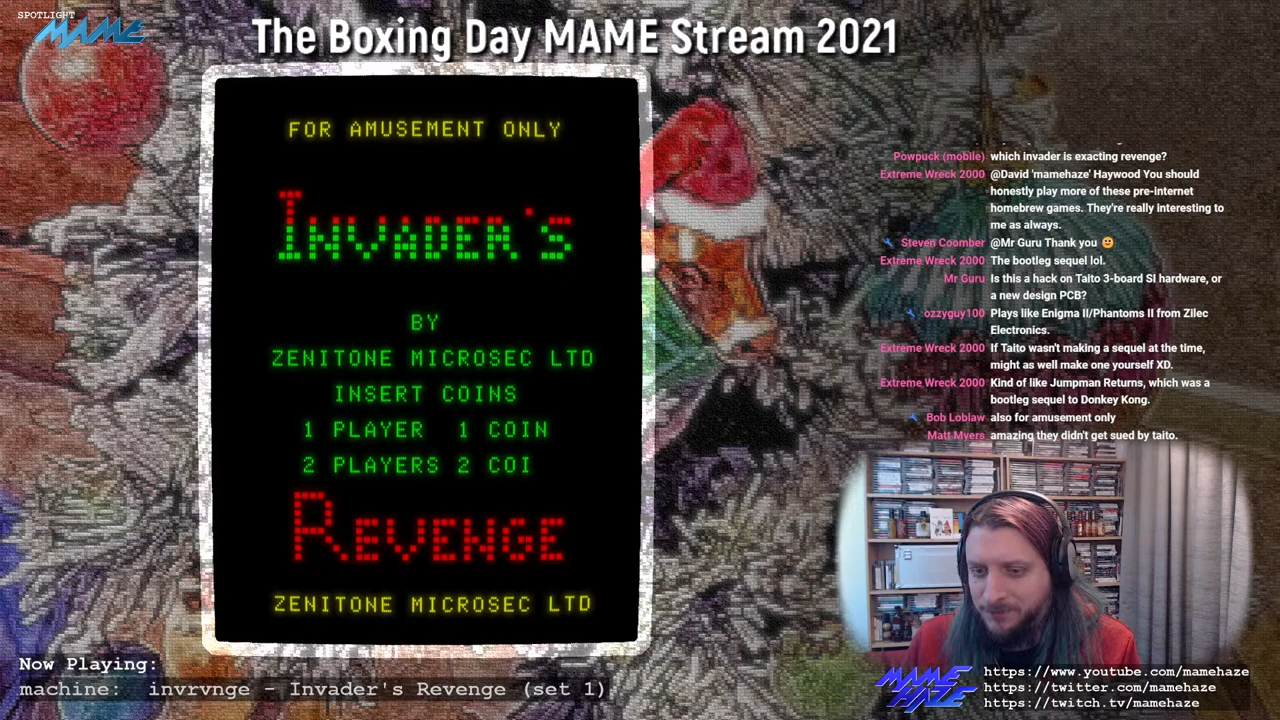 SPOTLIGHT
MAME
The Boxing Day MAME Stream 2021
FOR AMUSEMENT ONLY
INVADER'S
BY
ZENITONE MICROSEC LTD
INSERT COINS
1 PLAYER 1 COIN
2 PLAYERS 2 COI
REVENGE
ZENITONE MICROSEC LTD
Powpuck (mobile) which invader is exacting revenge?
Extreme Wreck 2000 @David 'mamehaze' Haywood You should
honestly play more of these pre-internet
homebrew games. They're really interesting to
me as always.
Steven Coomber @Mr Guru Thank you 🙂
Extreme Wreck 2000 The bootleg sequel lol.
Mr Guru Is this a hack on Taito 3-board SI hardware, or
a new design PCB?
ozzyguy100 Plays like Enigma II/Phantoms II from Zilec
Electronics.
Extreme Wreck 2000 If Taito wasn't making a sequel at the time,
might as well make one yourself XD.
Extreme Wreck 2000 Kind of like Jumpman Returns, which was a
bootleg sequel to Donkey Kong.
Bob Loblaw also for amusement only
Matt Myers amazing they didn't get sued by taito.
Now Playing:
machine: invrvnge - Invader's Revenge (set 1)
MAME
HAZE
https://www.youtube.com/mamehaze
https://twitter.com/mamehaze
https://twitch.tv/mamehaze